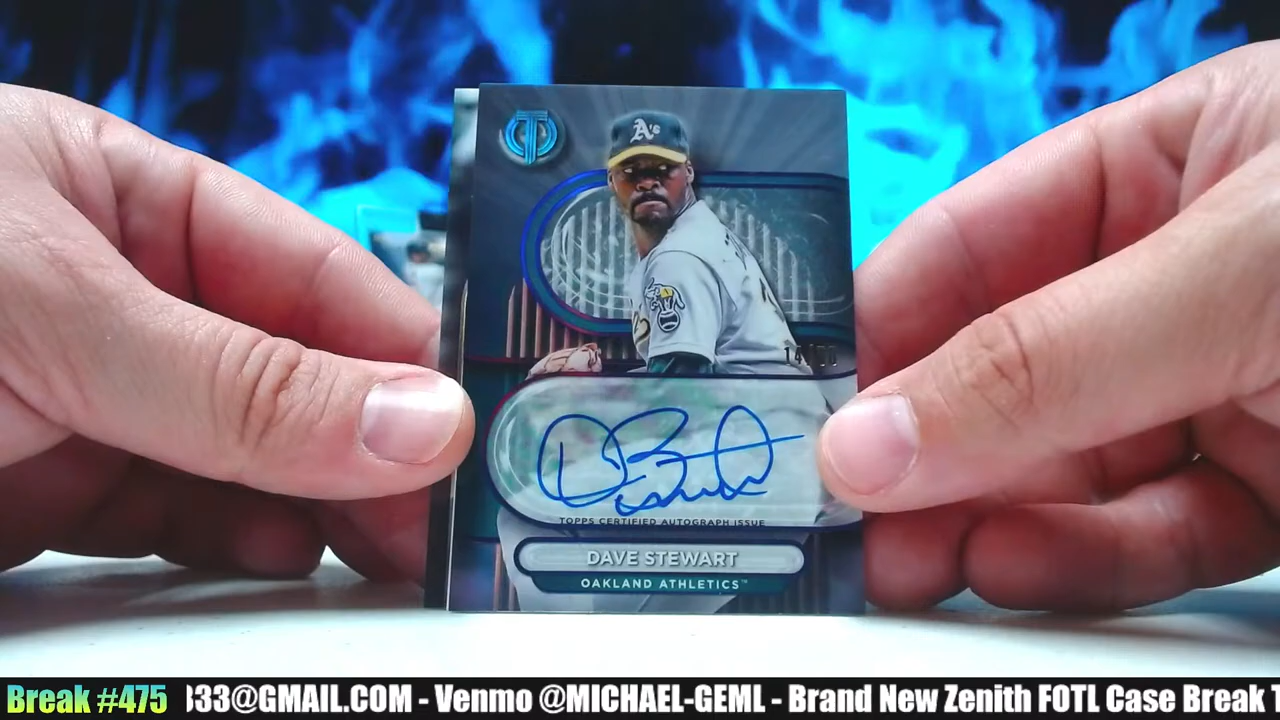 A's
TOPPS CERTIFIED AUTOGRAPH ISSUE
DAVE STEWART
OAKLAND ATHLETICS™
Break #475
333@GMAIL.COM - Venmo @MICHAEL-GEML - Brand New Zenith FOTL Case Break